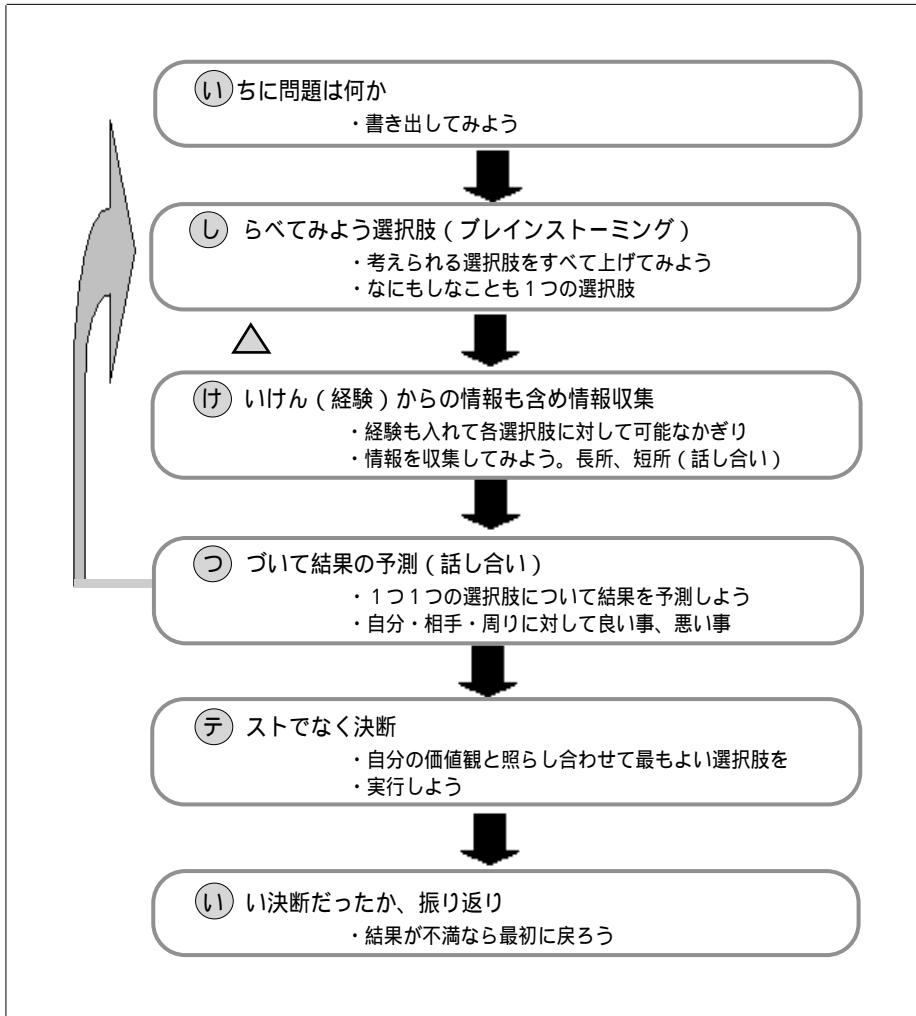 い ちに問題は何か
・書き出してみよう
し らべてみよう選択肢（ブレインストーミング）
・考えられる選択肢をすべて上げてみよう
・なにもしなことも１つの選択肢
け いけん（経験）からの情報も含め情報収集
・経験も入れて各選択肢に対して可能なかぎり
・情報を収集してみよう。長所、短所（話し合い）
つ づいて結果の予測（話し合い）
・１つ１つの選択肢について結果を予測しよう
・自分・相手・周りに対して良い事、悪い事
テ ストでなく決断
・自分の価値観と照らし合わせて最もよい選択肢を
・実行しよう
い い決断だったか、振り返り
・結果が不満なら最初に戻ろう